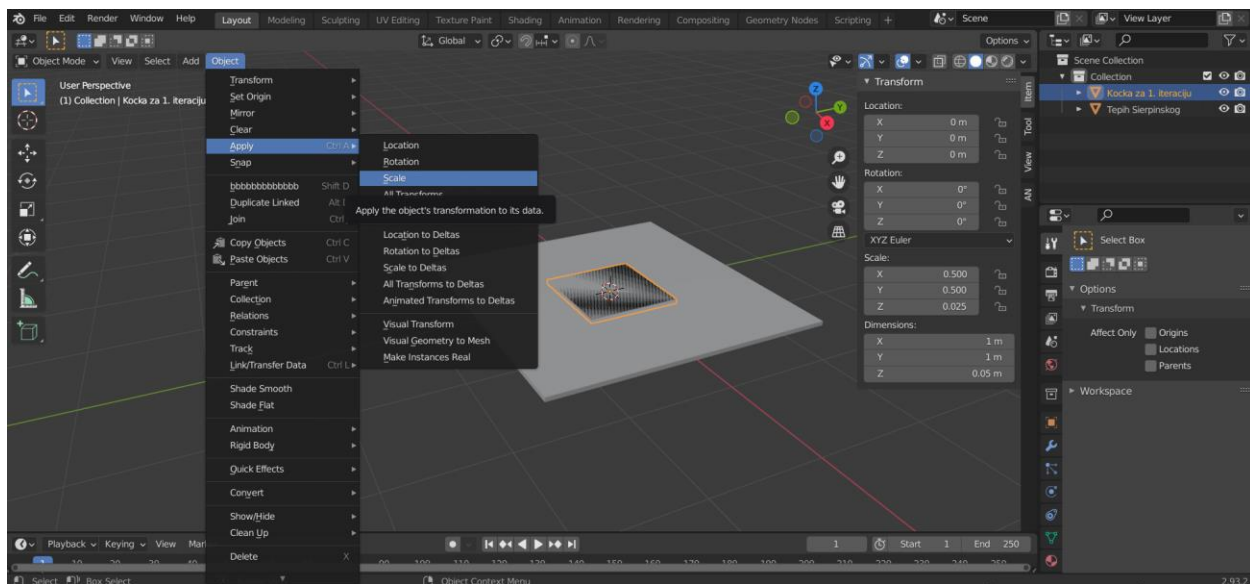 File Edit Render Window Help Layout Modeling Sculpting UV Editing Texture Paint Shading Animation Rendering Compositing Geometry Nodes Scripting + Scene View Layer
Global Options
Object Mode View Select Add Object
User Perspective
(1) Collection | Kocka za 1. iteraciju
Transform
Set Origin
Mirror
Clear
Apply Ctrl A
Snap
bbbbbbbbbbbbb Shift D
Duplicate Linked Alt
Join Ctrl
Copy Objects Ctrl C
Paste Objects Ctrl V
Parent
Collection
Relations
Constraints
Track
Link/Transfer Data Ctrl L
Shade Smooth
Shade Flat
Animation
Rigid Body
Quick Effects
Convert
Show/Hide
Clean Up
Delete X
Location
Rotation
Scale
All Transforms
Apply the object's transformation to its data.
Location to Deltas
Rotation to Deltas
Scale to Deltas
All Transforms to Deltas
Animated Transforms to Deltas
Visual Transform
Visual Geometry to Mesh
Make Instances Real
Z
Y
X
Transform
Location:
X 0 m
Y 0 m
Z 0 m
Rotation:
X 0°
Y 0°
Z 0°
XYZ Euler
Scale:
X 0.500
Y 0.500
Z 0.025
Dimensions:
X 1 m
Y 1 m
Z 0.05 m
Item
Tool
View
AN
Scene Collection
Collection
Kocka za 1. iteraciju
Tepih Sierpinskog
Select Box
Options
Transform
Affect Only Origins
Locations
Parents
Workspace
Playback Keying View Mar
1 Start 1 End 250
Select Box Select Object Context Menu 2.93.2